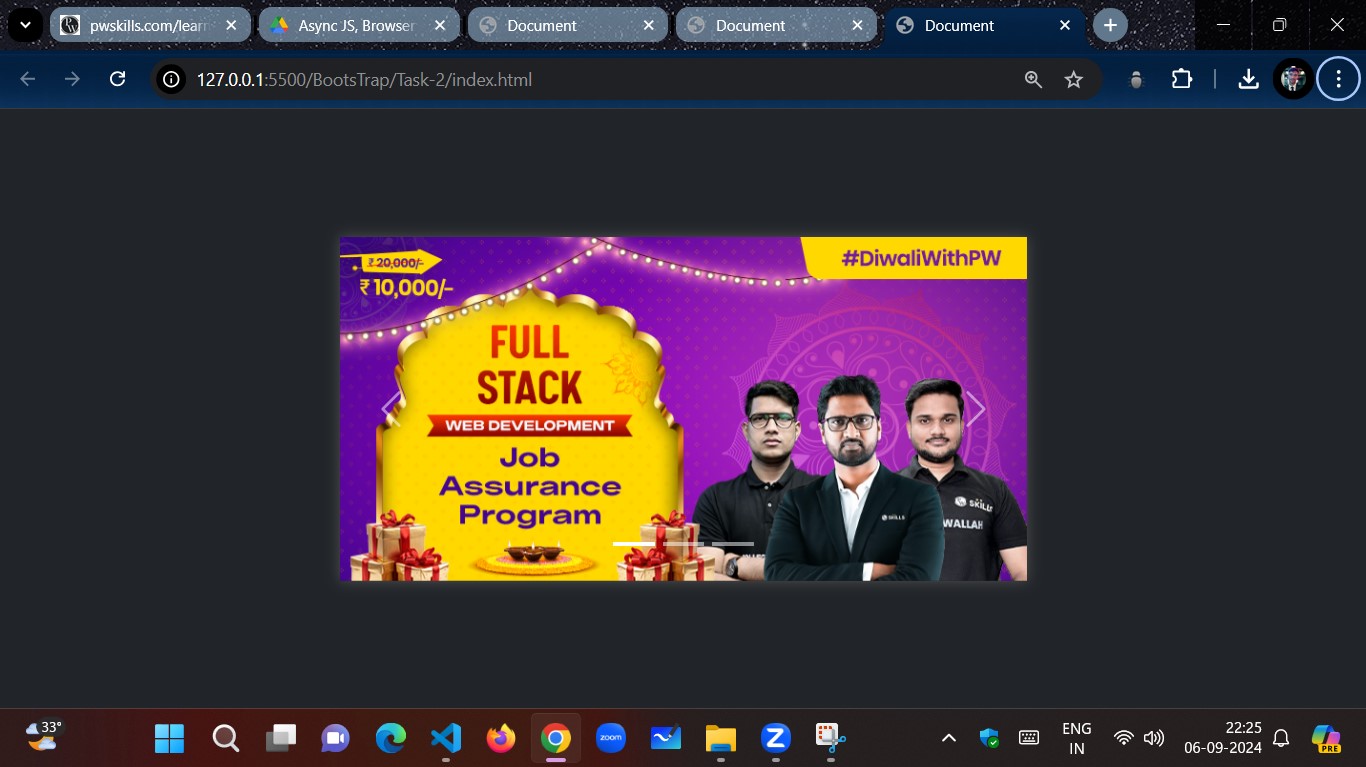 pwskills.com/learn
Async JS, Browser
Document
Document
Document
127.0.0.1:5500/BootsTrap/Task-2/index.html
₹ 20,000/-
₹ 10,000/-
#DiwaliWithPW
FULL
STACK
WEB DEVELOPMENT
Job
Assurance
Program
SKILLS
SKILLS
WALLAH
33°
zoom
ENG
IN
22:25
06-09-2024
PRE